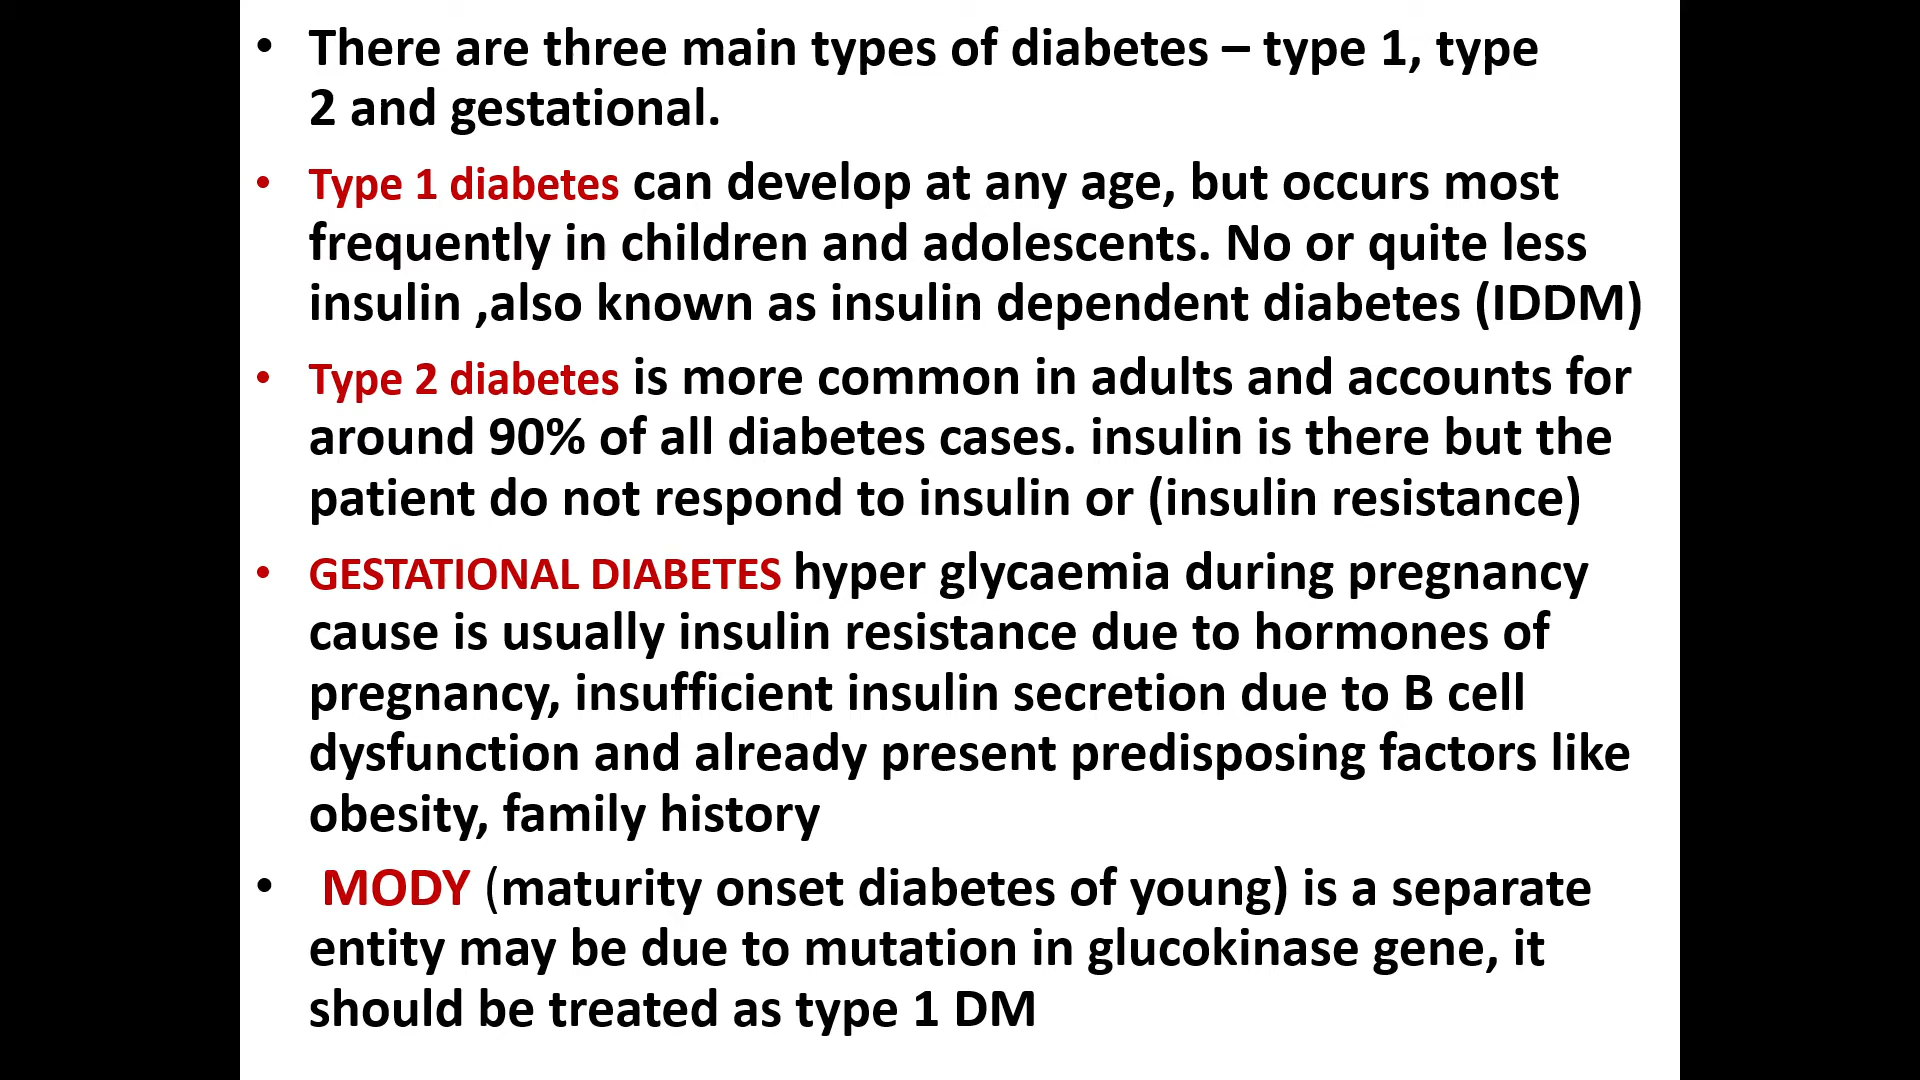 • There are three main types of diabetes – type 1, type
2 and gestational.
• Type 1 diabetes can develop at any age, but occurs most
frequently in children and adolescents. No or quite less
insulin ,also known as insulin dependent diabetes (IDDM)
• Type 2 diabetes is more common in adults and accounts for
around 90% of all diabetes cases. insulin is there but the
patient do not respond to insulin or (insulin resistance)
• GESTATIONAL DIABETES hyper glycaemia during pregnancy
cause is usually insulin resistance due to hormones of
pregnancy, insufficient insulin secretion due to B cell
dysfunction and already present predisposing factors like
obesity, family history
• MODY (maturity onset diabetes of young) is a separate
entity may be due to mutation in glucokinase gene, it
should be treated as type 1 DM